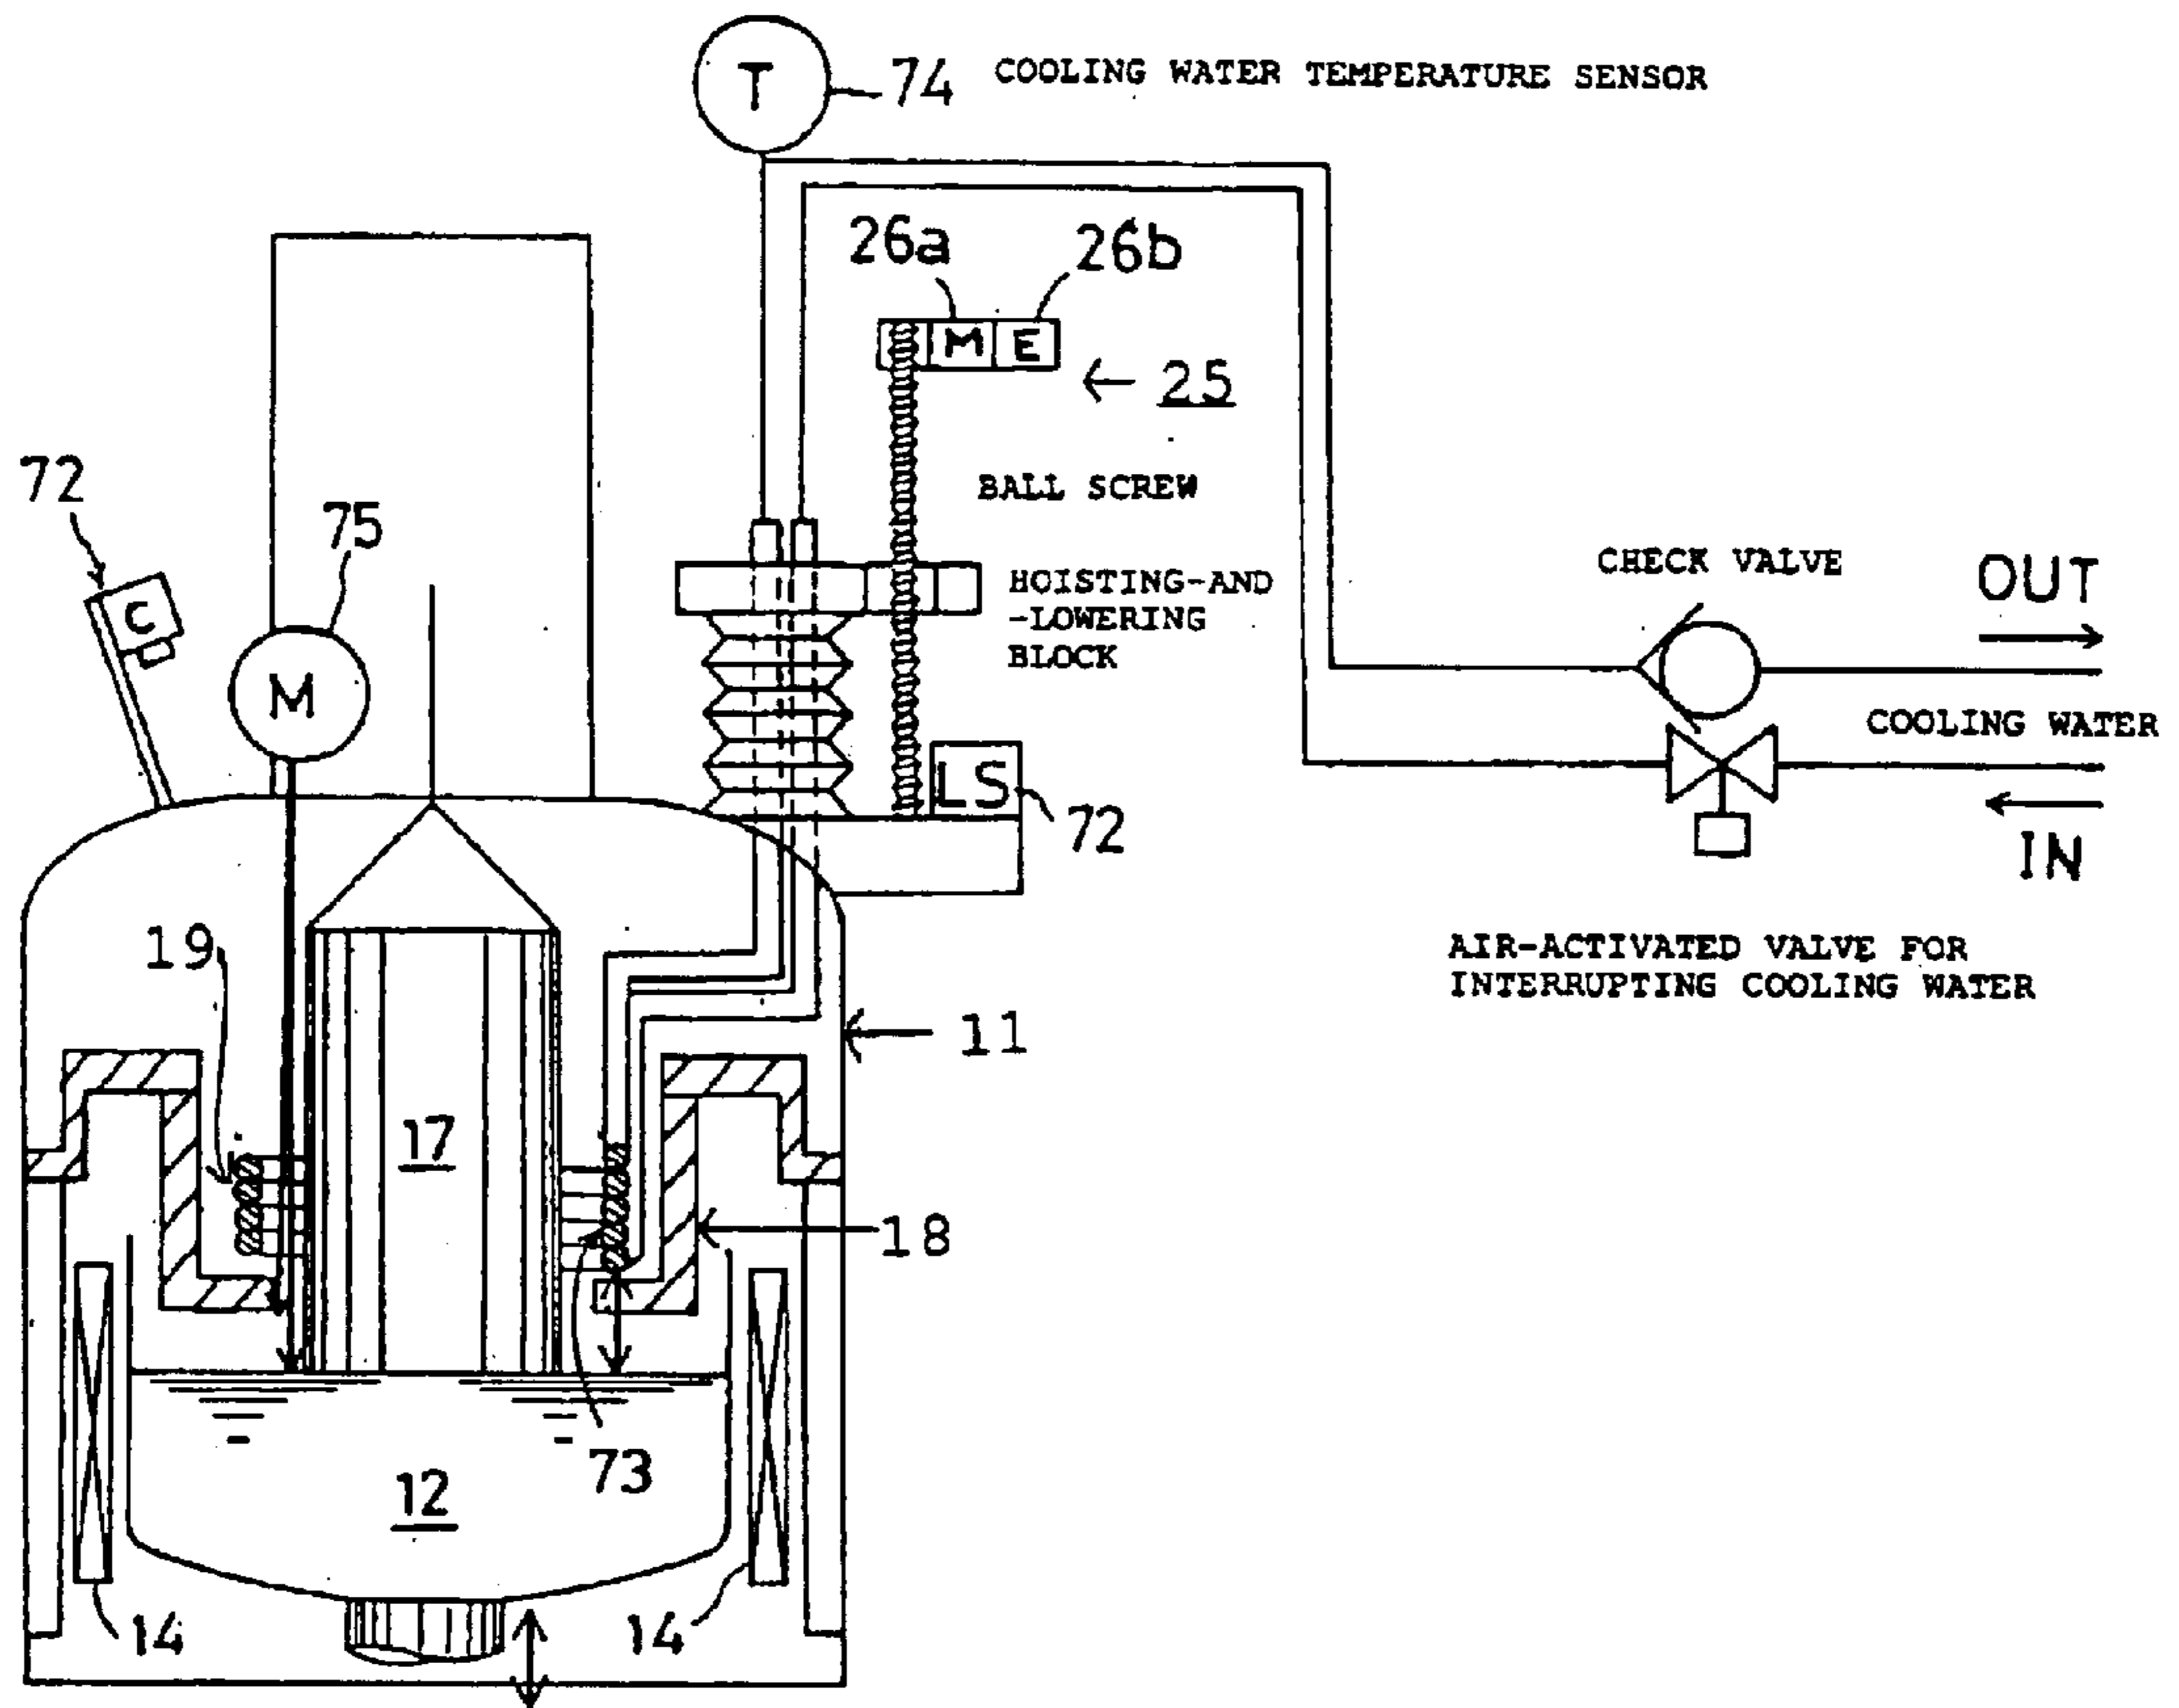 T
74
COOLING WATER TEMPERATURE SENSOR
26a
26b
M E
25
BALL SCREW
72
75
C
M
HOISTING-AND
-LOWERING
BLOCK
CHECK VALVE
OUT
COOLING WATER
LS
72
IN
19
AIR-ACTIVATED VALVE FOR
INTERRUPTING COOLING WATER
11
17
18
73
12
14
14